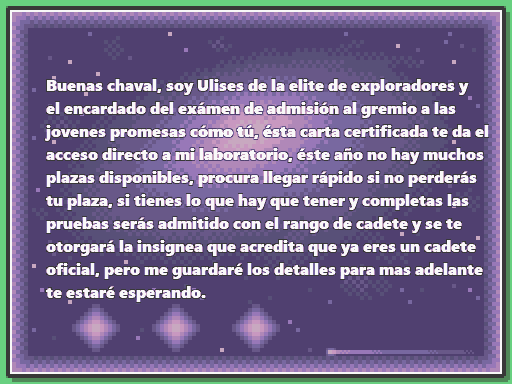 Buenas chaval, soy Ulises de la elite de exploradores y
el encardado del exámen de admisión al gremio a las
jovenes promesas cómo tú, ésta carta certificada te da el
acceso directo a mi laboratorio, éste año no hay muchos
plazas disponibles, procura llegar rápido si no perderás
tu plaza, si tienes lo que hay que tener y completas las
pruebas serás admitido con el rango de cadete y se te
otorgará la insignea que acredita que ya eres un cadete
oficial, pero me guardaré los detalles para mas adelante
te estaré esperando.